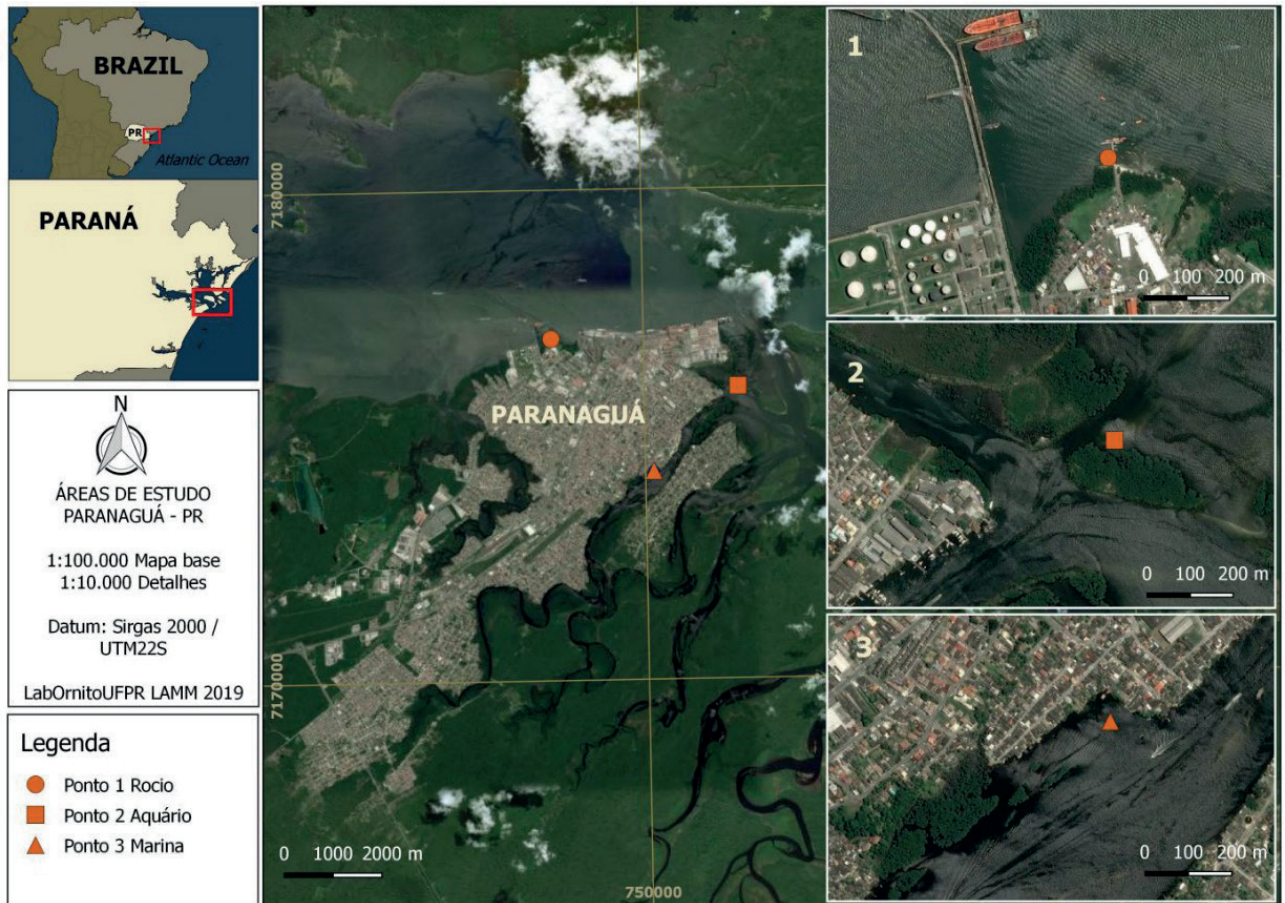 BRAZIL
PR
Atlantic Ocean
PARANÁ
N
ÁREAS DE ESTUDO
PARANAGUÁ - PR
1:100.000 Mapa base
1:10.000 Detalhes
Datum: Sirgas 2000 /
UTM22S
LabOrnitoUFPR LAMM 2019
Legenda
Ponto 1 Rocio
Ponto 2 Aquário
Ponto 3 Marina
7180000
PARANAGUÁ
7170000
0 1000 2000 m
750000
1
0 100 200 m
2
0 100 200 m
3
0 100 200 m